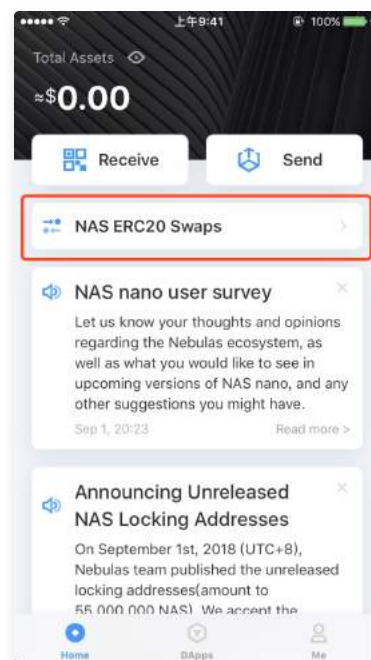 上午9:41
100%
Total Assets
≈$0.00
Receive
Send
NAS ERC20 Swaps
NAS nano user survey
Let us know your thoughts and opinions
regarding the Nebulas ecosystem, as
well as what you would like to see in
upcoming versions of NAS nano, and any
other suggestions you might have.
Sep 1, 20:23
Read more >
Announcing Unreleased
NAS Locking Addresses
On September 1st, 2018 (UTC+8),
Nebulas team published the unreleased
locking addresses(amount to
55,000,000 NAS). We accept the
Home
DApps
Me